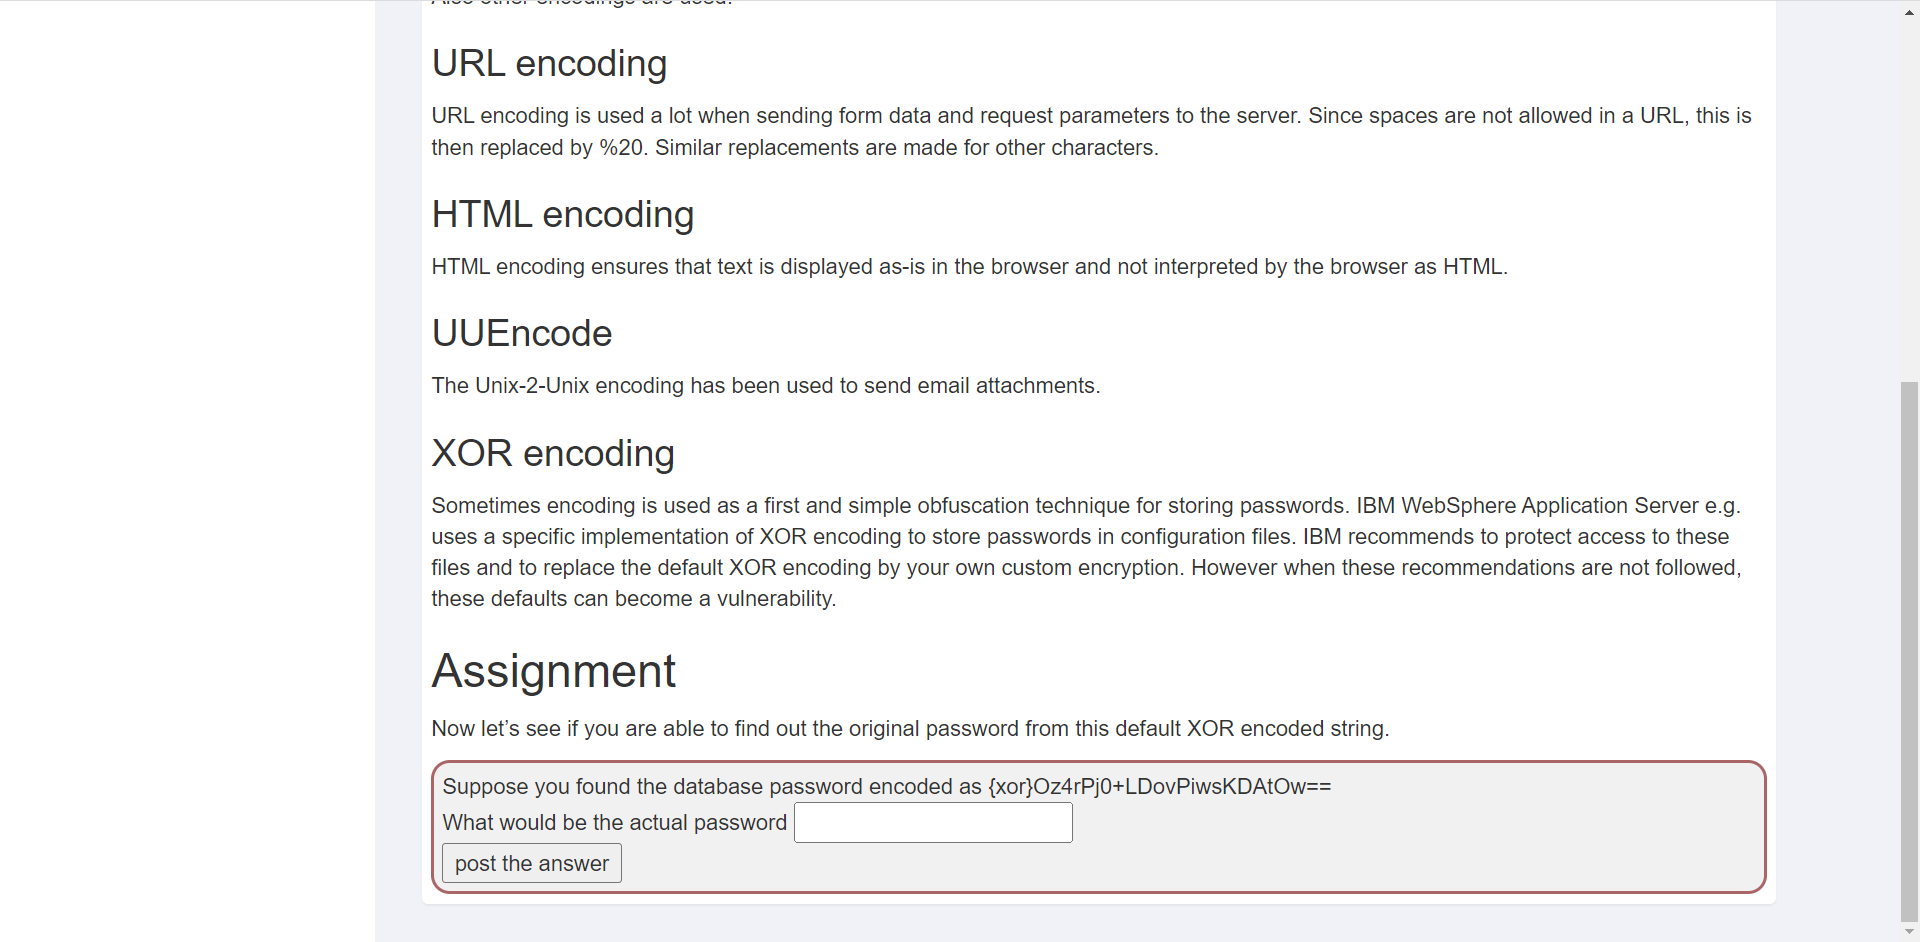 Also other encodings are used.
URL encoding
URL encoding is used a lot when sending form data and request parameters to the server. Since spaces are not allowed in a URL, this is
then replaced by %20. Similar replacements are made for other characters.
HTML encoding
HTML encoding ensures that text is displayed as-is in the browser and not interpreted by the browser as HTML.
UUEncode
The Unix-2-Unix encoding has been used to send email attachments.
XOR encoding
Sometimes encoding is used as a first and simple obfuscation technique for storing passwords. IBM WebSphere Application Server e.g.
uses a specific implementation of XOR encoding to store passwords in configuration files. IBM recommends to protect access to these
files and to replace the default XOR encoding by your own custom encryption. However when these recommendations are not followed,
these defaults can become a vulnerability.
Assignment
Now let’s see if you are able to find out the original password from this default XOR encoded string.
Suppose you found the database password encoded as {xor}Oz4rPj0+LDovPiwsKDAtOw==
What would be the actual password
post the answer